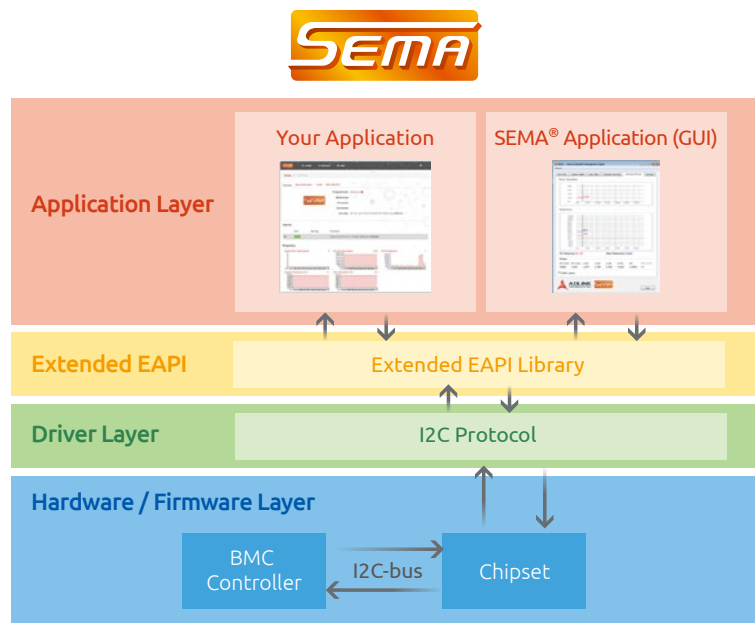 SEMA
Your Application
SEMA® Application (GUI)
Application Layer
ADLINK
Extended EAPI
Extended EAPI Library
Driver Layer
I2C Protocol
Hardware / Firmware Layer
BMC
Controller
I2C-bus
Chipset